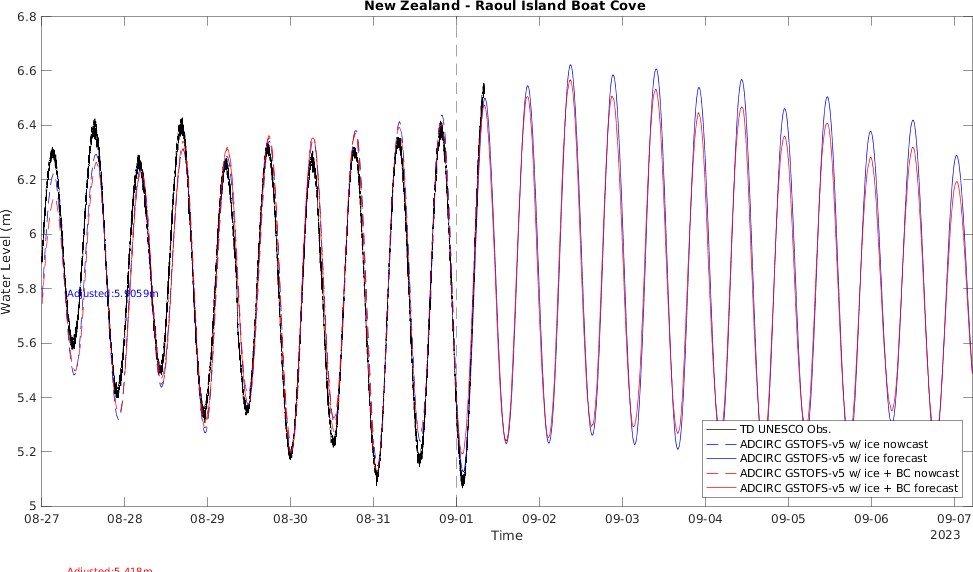 New Zealand - Raoul Island Boat Cove
6.8
6.6
6.4
6.2
6
5.8
5.6
5.4
5.2
5
Water Level (m)
Adjusted:5.9059m
TD UNESCO Obs.
ADCIRC GSTOFS-v5 w/ ice nowcast
ADCIRC GSTOFS-v5 w/ ice forecast
ADCIRC GSTOFS-v5 w/ ice + BC nowcast
ADCIRC GSTOFS-v5 w/ ice + BC forecast
08-27 08-28 08-29 08-30 08-31 09-01 09-02 09-03 09-04 09-05 09-06 09-07
2023
Time
Adjusted:5.418m